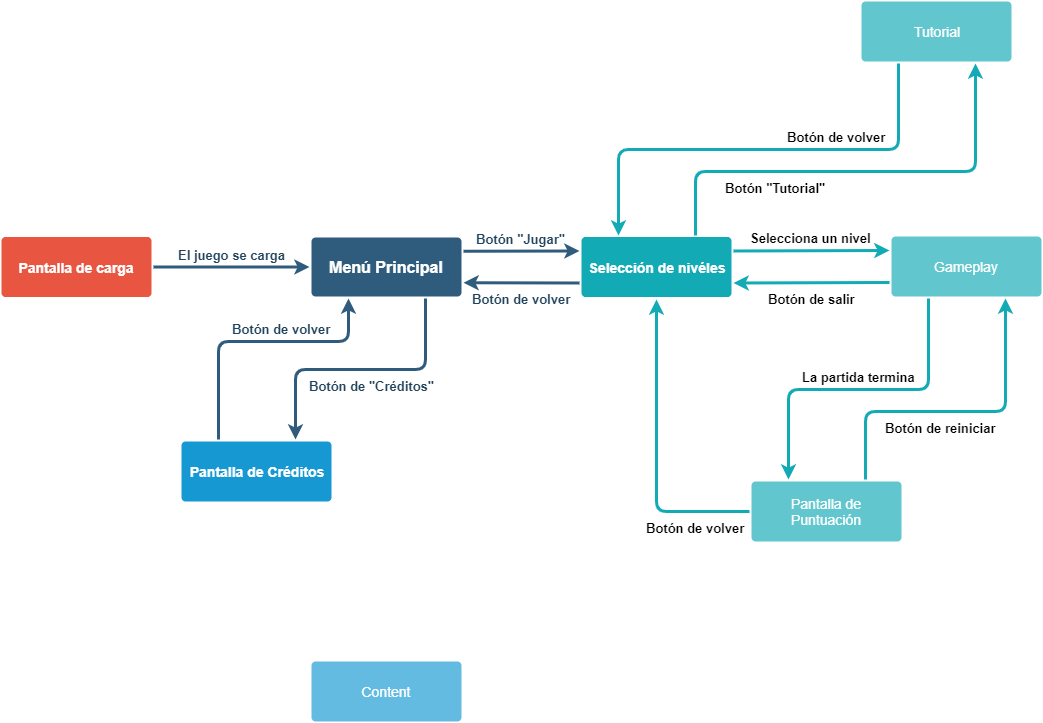 Tutorial
Botón de volver
Botón "Tutorial"
Pantalla de carga
El juego se carga
Menú Principal
Botón "Jugar"
Botón de volver
Selección de nivéles
Selecciona un nivel
Botón de salir
Gameplay
Botón de volver
Botón de "Créditos"
La partida termina
Botón de reiniciar
Pantalla de Créditos
Pantalla de
Puntuación
Botón de volver
Content